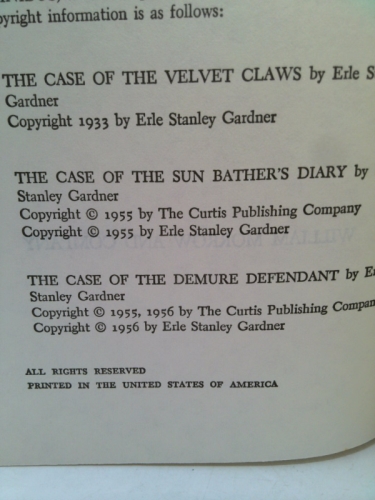 yright information is as follows:
THE CASE OF THE VELVET CLAWS by Erle S
Gardner
Copyright 1933 by Erle Stanley Gardner
THE CASE OF THE SUN BATHER'S DIARY by
Stanley Gardner
Copyright © 1955 by The Curtis Publishing Company
Copyright © 1955 by Erle Stanley Gardner
THE CASE OF THE DEMURE DEFENDANT by E
Stanley Gardner
Copyright © 1955, 1956 by The Curtis Publishing Compan
Copyright © 1956 by Erle Stanley Gardner
ALL RIGHTS RESERVED
PRINTED IN THE UNITED STATES OF AMERICA